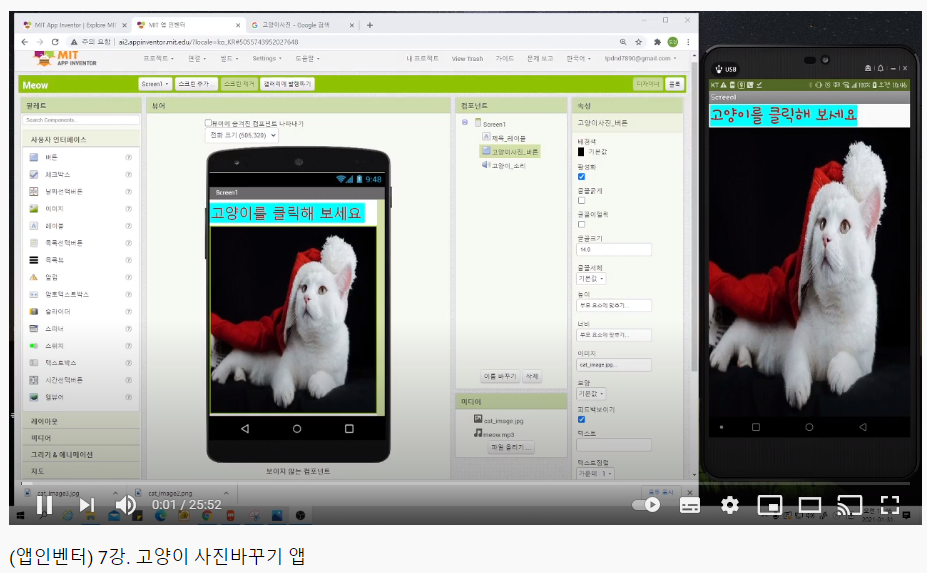 MIT App Inventor | Explore MIT
MIT 앱 인벤터
고양이사진 - Google 검색
주의 요함
ai2.appinventor.mit.edu/?locale=ko_KR#5055743952027648
MIT
APP INVENTOR
프로젝트
연결
빌드
Settings
도움말
내 프로젝트
View Trash
가이드
문제 보고
한국어
Meow
Screen1
스크린 추가...
스크린 제거
디자이너
블록
팔레트
Search Components...
사용자 인터페이스
버튼
체크박스
날짜선택버튼
이미지
레이블
목록선택버튼
목록뷰
알림
암호텍스트박스
슬라이더
스피너
스위치
텍스트박스
시간선택버튼
웹뷰어
레이아웃
미디어
그리기 & 애니메이션
지도
뷰어
뷰어에 숨겨진 컴포넌트 나타내기
전화 크기 (505,320)
9:48
Screen1
고양이를 클릭해 보세요
보이지 않는 컴포넌트
컴포넌트
Screen1
제목_레이블
고양이사진_버튼
고양이_소리
이름 바꾸기
삭제
미디어
cat_image.jpg
meow.mp3
파일 올리기...
속성
고양이사진_버튼
배경색
기본값
활성화
글꼴굵게
글꼴이탤릭
글꼴크기
14.0
글꼴서체
기본값
높이
부모 요소에 맞추기...
너비
부모 요소에 맞추기...
이미지
cat_image.jpg...
모양
기본값
피드백보이기
텍스트
텍스트정렬
가운데 : 1
USB
KT
100%
오전 10:46
Screen1
고양이를 클릭해 보세요
cat_image3.jpg
cat_image2.png
모두 표시
0:01 / 25:52
(앱인벤터) 7강. 고양이 사진바꾸기 앱